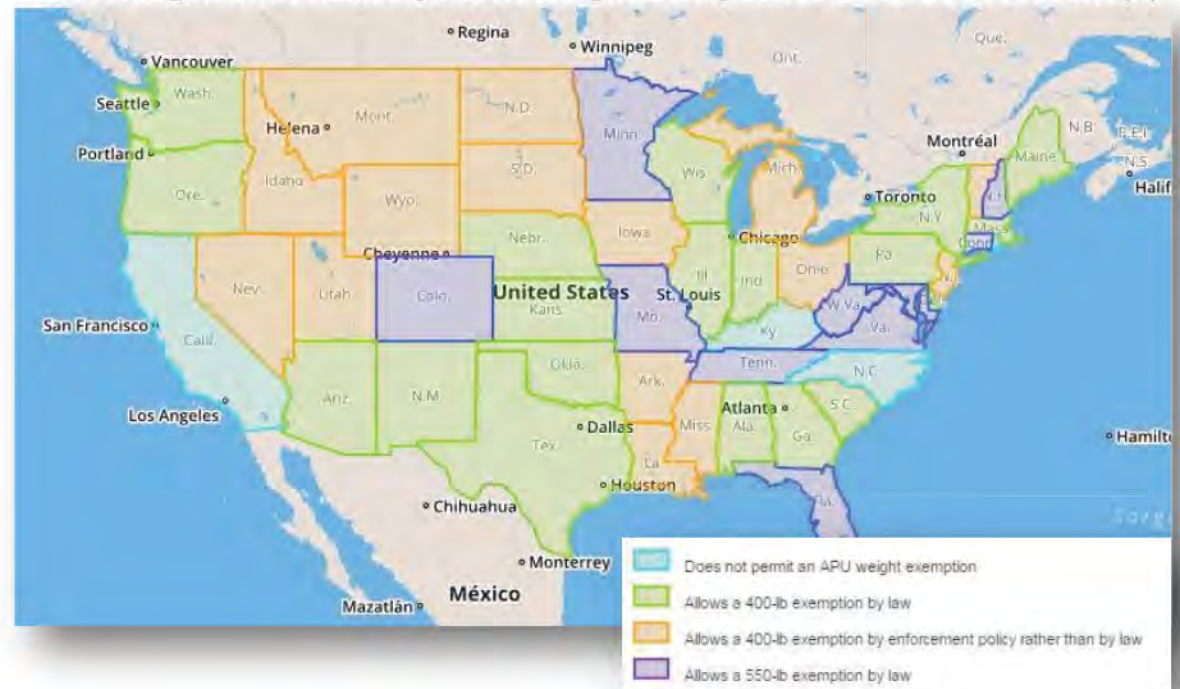 Regina
Winnipeg
Ont.
Que.
Vancouver
Seattle
Wash.
Helena
Mont.
N.D.
Minn.
Montréal
N.B.
P.E.I.
Maine
N.S.
Halif
Portland
Ore.
Idaho
S.D.
Wis.
Mich.
Toronto
N.Y.
N.H.
Mass.
Conn.
Wyo.
Cheyenne
Nebr.
Iowa
Chicago
Pa.
N.J.
Nev.
Utah
Colo.
United States
Kans.
St. Louis
Ill.
Ind.
Ohio
W.Va.
Va.
San Francisco
Calif.
Mo.
Ky.
Los Angeles
Ariz.
N.M.
Okla.
Ark.
Tenn.
N.C.
Atlanta
S.C.
Dallas
Tex.
Miss.
Ala.
Ga.
Hamilt
Houston
La.
Chihuahua
Fla.
Sarg
Monterrey
México
Mazatlán
Does not permit an APU weight exemption
Allows a 400-lb exemption by law
Allows a 400-lb exemption by enforcement policy rather than by law
Allows a 550-lb exemption by law